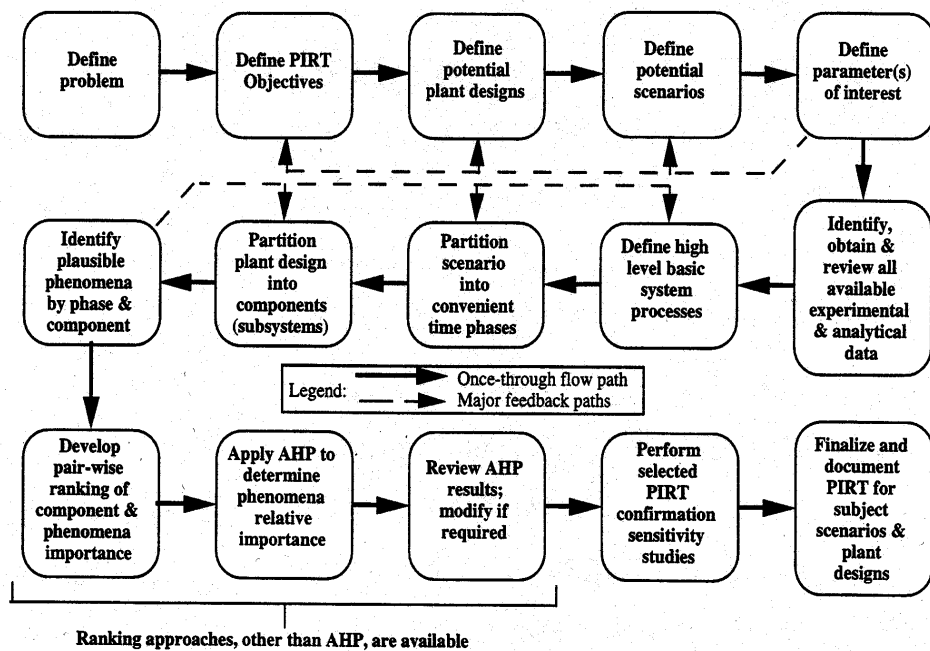 Define
problem
Define PIRT
Objectives
Define
potential
plant designs
Define
potential
scenarios
Define
parameter(s)
of interest
Identify,
obtain &
review all
available
experimental
& analytical
data
Define high
level basic
system
processes
Partition
scenario
into
convenient
time phases
Partition
plant design
into
components
(subsystems)
Identify
plausible
phenomena
by phase &
component
Legend:
Once-through flow path
Major feedback paths
Develop
pair-wise
ranking of
component &
phenomena
importance
Apply AHP to
determine
phenomena
relative
importance
Review AHP
results;
modify if
required
Perform
selected
PIRT
confirmation
sensitivity
studies
Finalize and
document
PIRT for
subject
scenarios &
plant
designs
Ranking approaches, other than AHP, are available